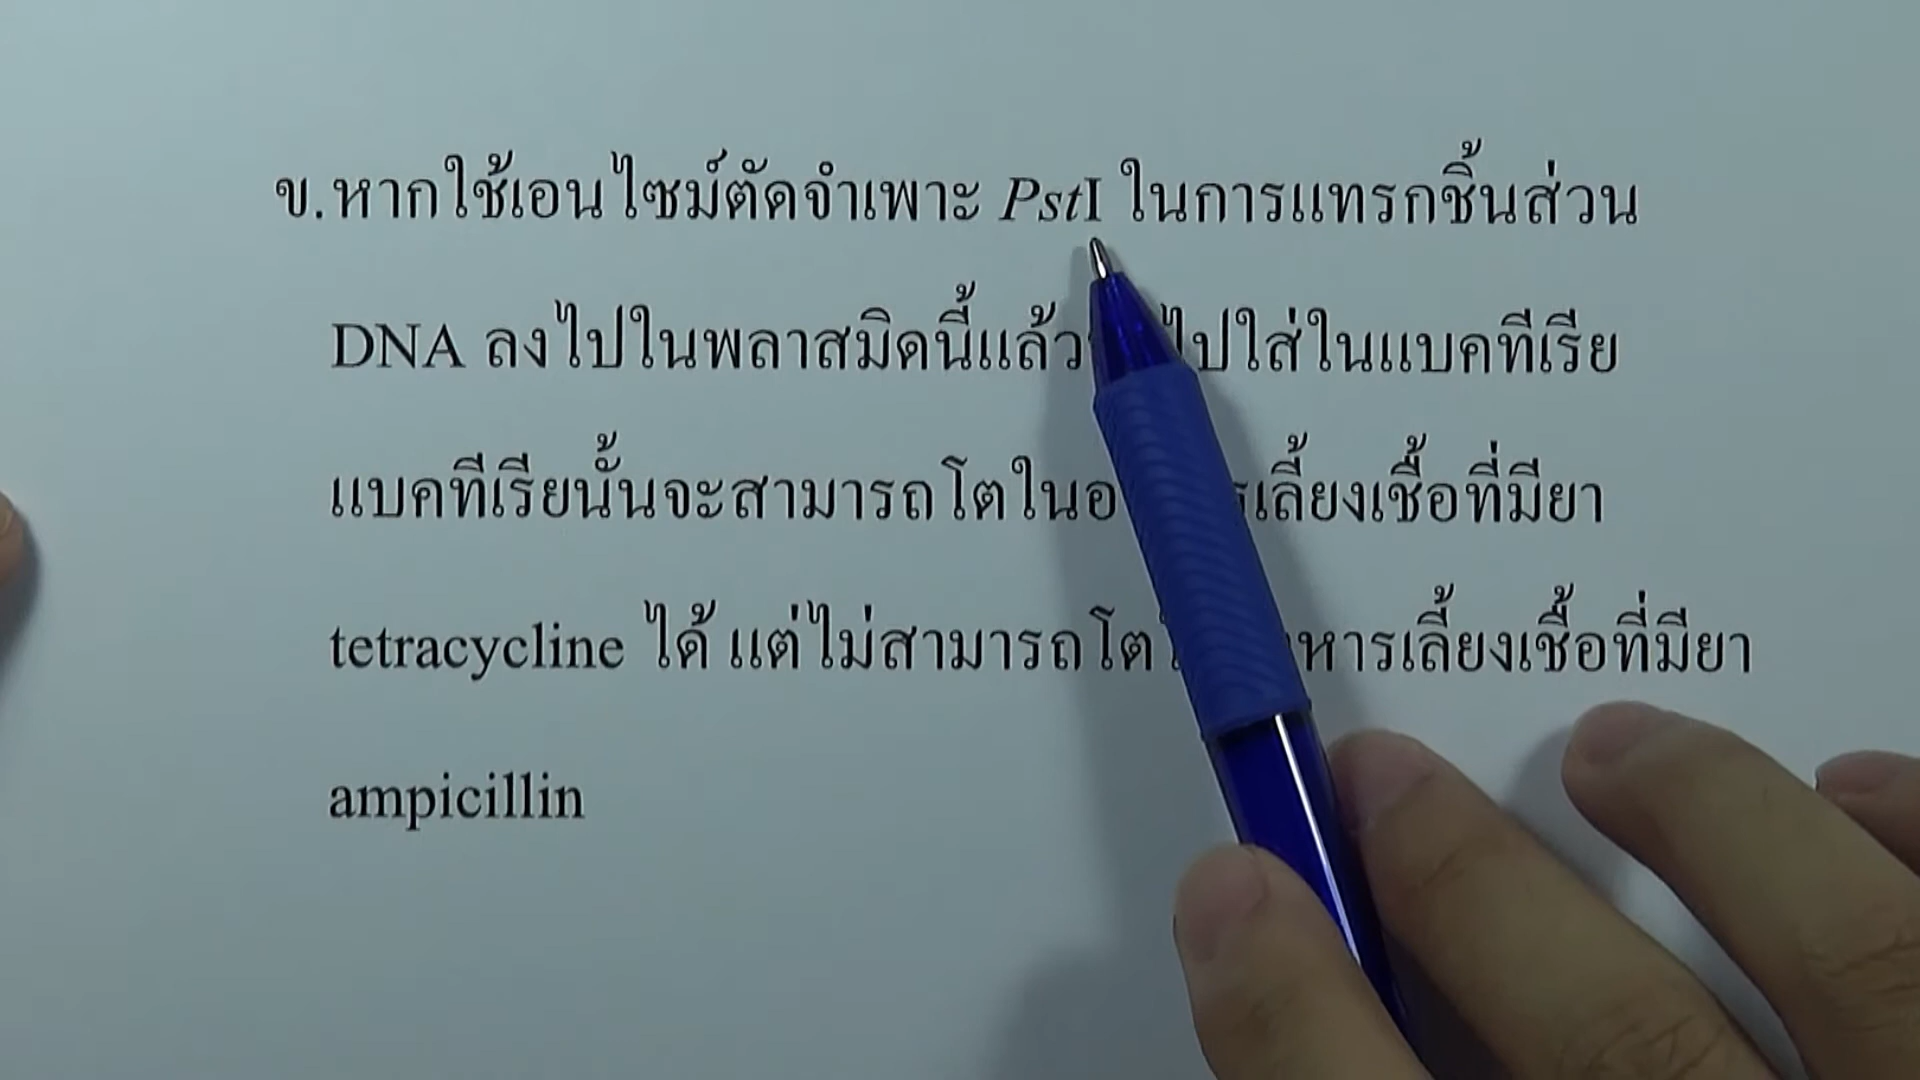 ข.หากใช้เอนไซม์ตัดจำเพาะ PstI ในการแทรกชิ้นส่วน
DNA ลงไปในพลาสมิดนี้แล้ว ไปใส่ในแบคทีเรีย
แบคทีเรียนั้นจะสามารถโตใน เลี้ยงเชื้อที่มียา
tetracycline ได้ แต่ไม่สามารถโต เลี้ยงเชื้อที่มียา
ampicillin